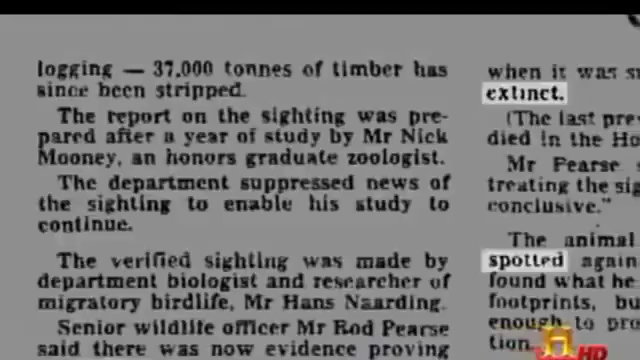 logging — 37,000 tonnes of timber has
since been stripped.
The report on the sighting was pre-
pared after a year of study by Mr Nick
Mooney, an honors graduate zoologist.
The department suppressed news of
the sighting to enable his study to
continue.
The verified sighting was made by
department biologist and researcher of
migratory birdlife, Mr Hans Naarding.
Senior wildlife officer Mr Rod Pearse
said there was now evidence proving
when it was
extinct.
(The last
died in the
Mr Pearse
treating the
conclusive."
The animal
spotted again
found what he
footprints,
enough to
tion.
HD